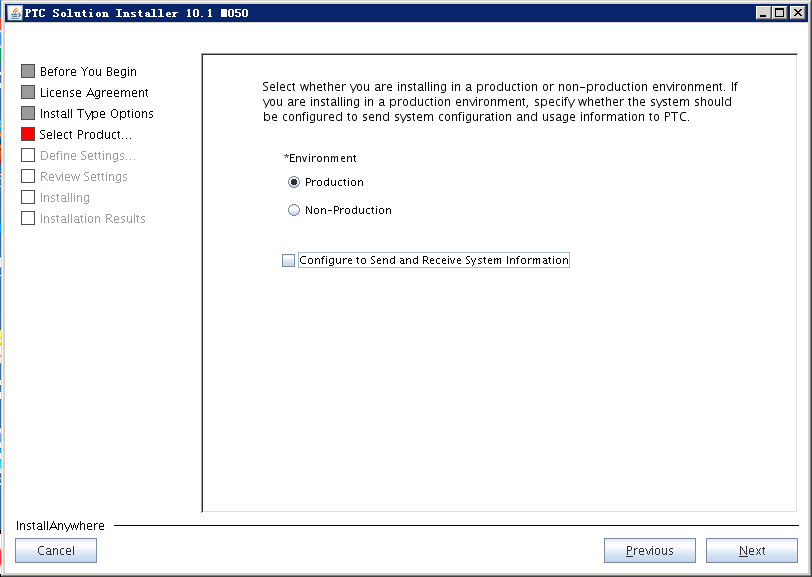 PTC Solution Installer 10.1 M050
Before You Begin
License Agreement
Install Type Options
Select Product...
Define Settings...
Review Settings
Installing
Installation Results
Select whether you are installing in a production or non-production environment. If
you are installing in a production environment, specify whether the system should
be configured to send system configuration and usage information to PTC.
*Environment
Production
Non-Production
Configure to Send and Receive System Information
InstallAnywhere
Cancel
Previous
Next